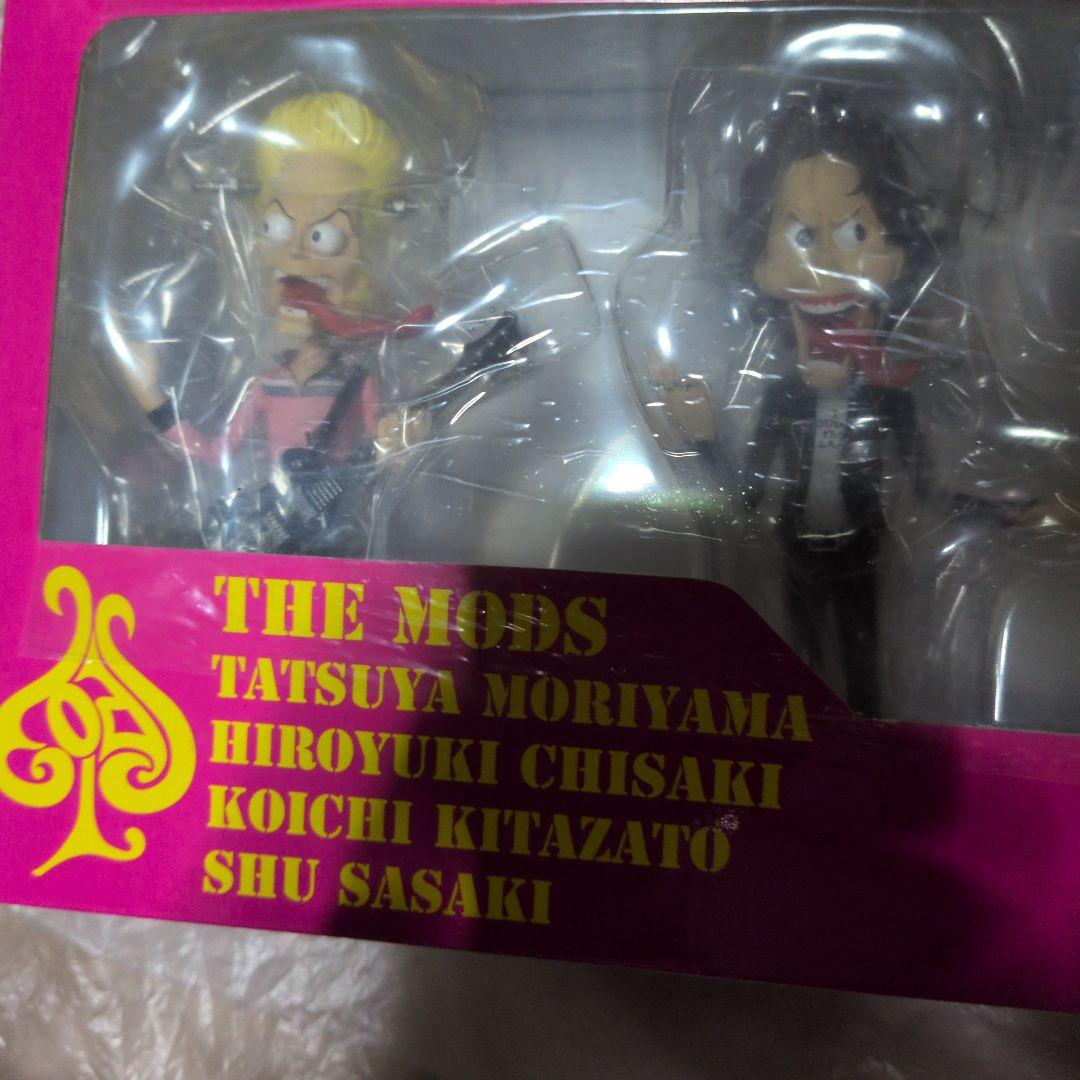 THE MODS
TATSUYA MORIYAMA
HIROYUKI CHISAKI
KOICHI KITAZATO
SHU SASAKI